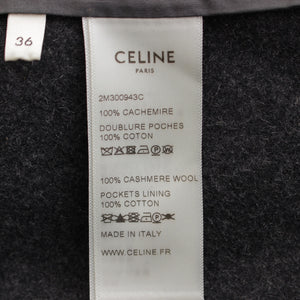 36
CELINE
PARIS
2M300943C
100% CACHEMIRE
DOUBLURE POCHES
100% COTON
100% CASHMERE WOOL
POCKETS LINING
100% COTTON
MADE IN ITALY
WWW.CELINE.FR